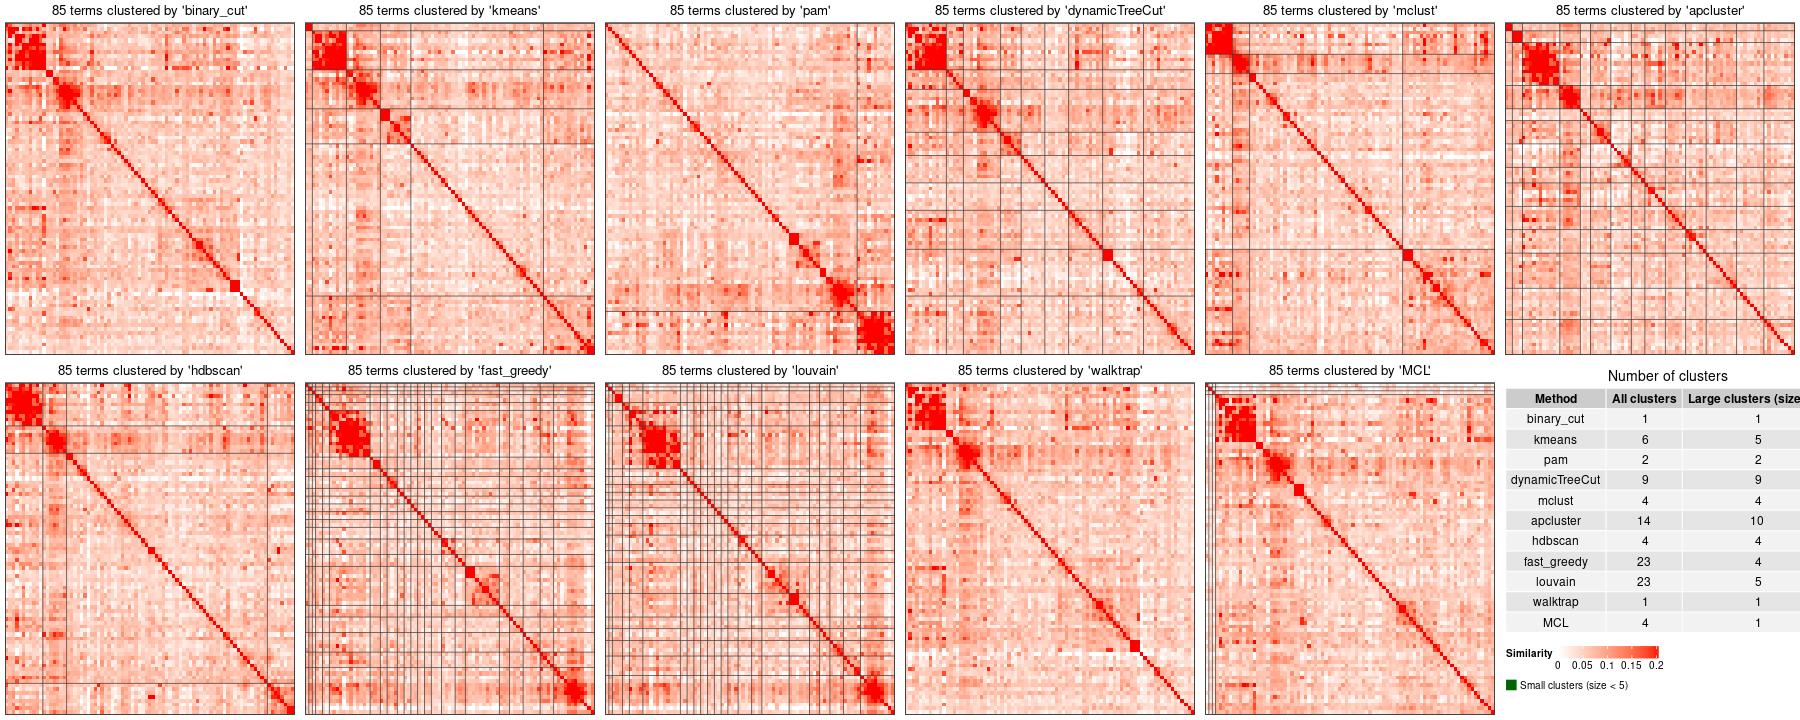 85 terms clustered by 'binary_cut'
85 terms clustered by 'kmeans'
85 terms clustered by 'pam'
85 terms clustered by 'dynamicTreeCut'
85 terms clustered by 'mclust'
85 terms clustered by 'apcluster'
85 terms clustered by 'hdbscan'
85 terms clustered by 'fast_greedy'
85 terms clustered by 'louvain'
85 terms clustered by 'walktrap'
85 terms clustered by 'MCL'
Number of clusters
Method All clusters Large clusters (size
binary_cut 1 1
kmeans 6 5
pam 2 2
dynamicTreeCut 9 9
mclust 4 4
apcluster 14 10
hdbscan 4 4
fast_greedy 23 4
louvain 23 5
walktrap 1 1
MCL 4 1
Similarity
0 0.05 0.1 0.15 0.2
Small clusters (size < 5)